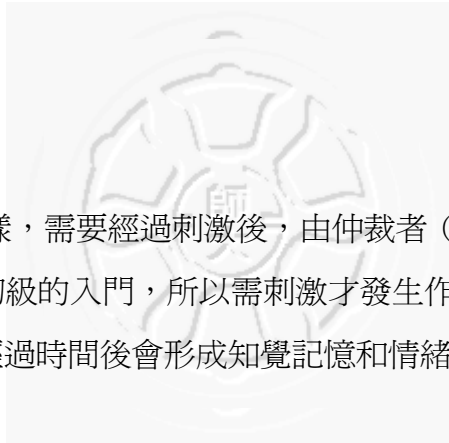 師大
樣，需要經過刺激後，由仲裁者（
初級的入門，所以需刺激才發生作
經過時間後會形成知覺記憶和情緒